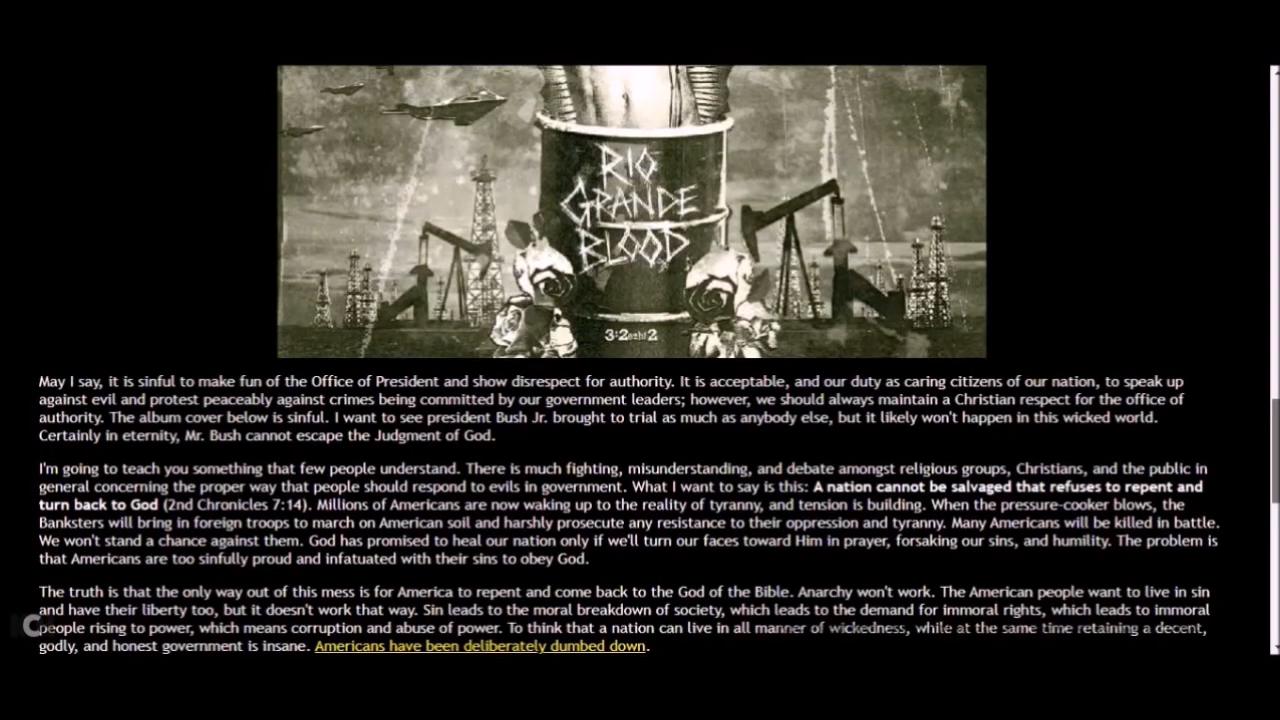 RIO
GRANDE
BLOOD
May I say, it is sinful to make fun of the Office of President and show disrespect for authority. It is acceptable, and our duty as caring citizens of our nation, to speak up
against evil and protest peaceably against crimes being committed by our government leaders; however, we should always maintain a Christian respect for the office of
authority. The album cover below is sinful. I want to see president Bush Jr. brought to trial as much as anybody else, but it likely won't happen in this wicked world.
Certainly in eternity, Mr. Bush cannot escape the Judgment of God.
I'm going to teach you something that few people understand. There is much fighting, misunderstanding, and debate amongst religious groups, Christians, and the public in
general concerning the proper way that people should respond to evils in government. What I want to say is this: A nation cannot be salvaged that refuses to repent and
turn back to God (2nd Chronicles 7:14). Millions of Americans are now waking up to the reality of tyranny, and tension is building. When the pressure-cooker blows, the
Banksters will bring in foreign troops to march on American soil and harshly prosecute any resistance to their oppression and tyranny. Many Americans will be killed in battle.
We won't stand a chance against them. God has promised to heal our nation only if we'll turn our faces toward Him in prayer, forsaking our sins, and humility. The problem is
that Americans are too sinfully proud and infatuated with their sins to obey God.
The truth is that the only way out of this mess is for America to repent and come back to the God of the Bible. Anarchy won't work. The American people want to live in sin
and have their liberty too, but it doesn't work that way. Sin leads to the moral breakdown of society, which leads to the demand for immoral rights, which leads to immoral
people rising to power, which means corruption and abuse of power. To think that a nation can live in all manner of wickedness, while at the same time retaining a decent,
godly, and honest government is insane. Americans have been deliberately dumbed down.